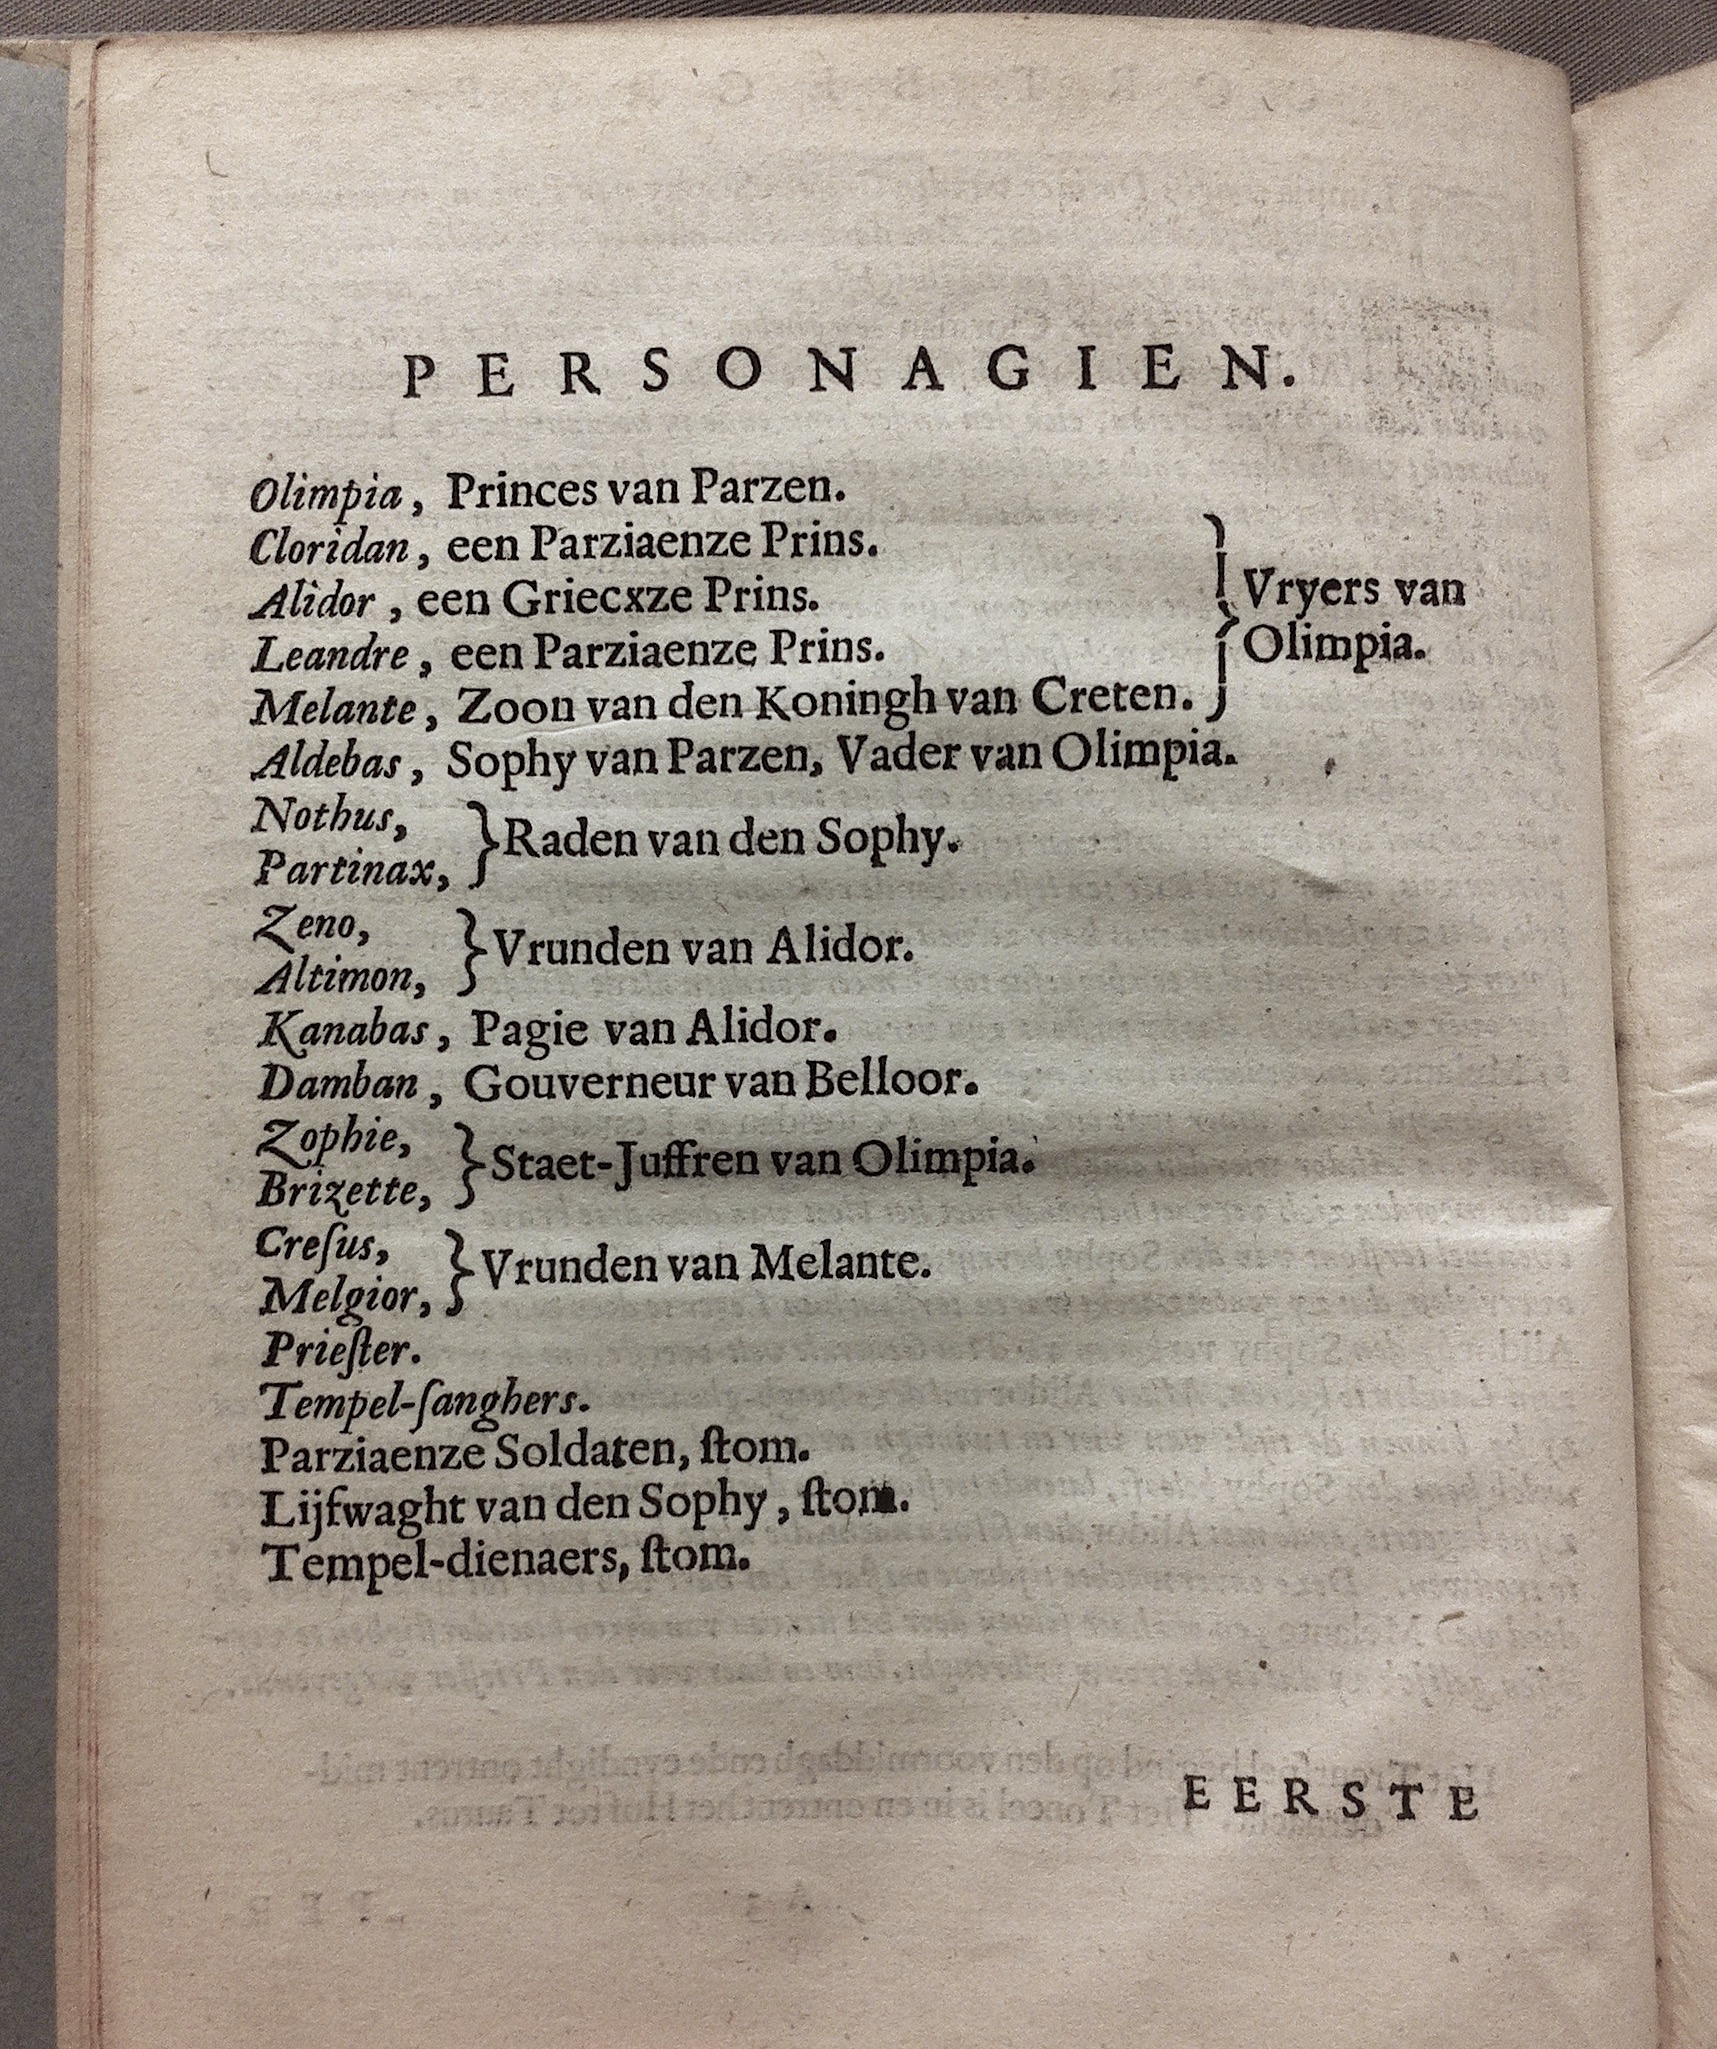 PERSONAGIEN.
Olimpia, Princes van Parzen.
Cloridan, een Parziaenze Prins.
Alidor, een Griecxze Prins.
Leandre, een Parziaenze Prins.
Melante, Zoon van den Koningh van Creten.
} Vryers van
Olimpia.
Aldebas, Sophy van Parzen, Vader van Olimpia.
Nothus,
Partinax,
} Raden van den Sophy.
Zeno,
Altimon,
} Vrunden van Alidor.
Kanabas, Pagie van Alidor.
Damban, Gouverneur van Belloor.
Zophie,
Brizette,
} Staet-Juffren van Olimpia.
Creſus,
Melgior,
} Vrunden van Melante.
Prieſter.
Tempel-ſanghers.
Parziaenze Soldaten, ſtom.
Lijfwaght van den Sophy, ſtom.
Tempel-dienaers, ſtom.
EERSTE